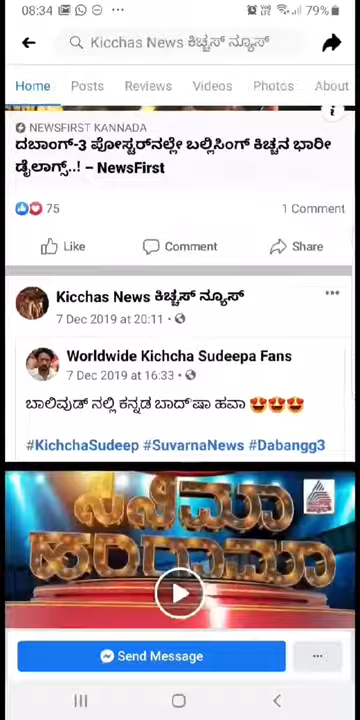 08:34
79%
Kicchas News ಕಿಚ್ಚಸ್ ನ್ಯೂಸ್
Home Posts Reviews Videos Photos About
NEWSFIRST KANNADA
ದಬಾಂಗ್-3 ಪೋಸ್ಟರ್‌ನಲ್ಲೇ ಬಲ್ಲಿಸಿಂಗ್ ಕಿಚ್ಚನ ಭಾರೀ
ಡೈಲಾಗ್ಸ್..! – NewsFirst
75 1 Comment
Like Comment Share
Kicchas News ಕಿಚ್ಚಸ್ ನ್ಯೂಸ್
7 Dec 2019 at 20:11
Worldwide Kichcha Sudeepa Fans
7 Dec 2019 at 16:33
ಬಾಲಿವುಡ್ ನಲ್ಲಿ ಕನ್ನಡ ಬಾದ್ ಷಾ ಹವಾ 😍😍😍
#KichchaSudeep #SuvarnaNews #Dabangg3
ಸಿನಿಮಾ
ಹಂಗಾಮಾ
Send Message